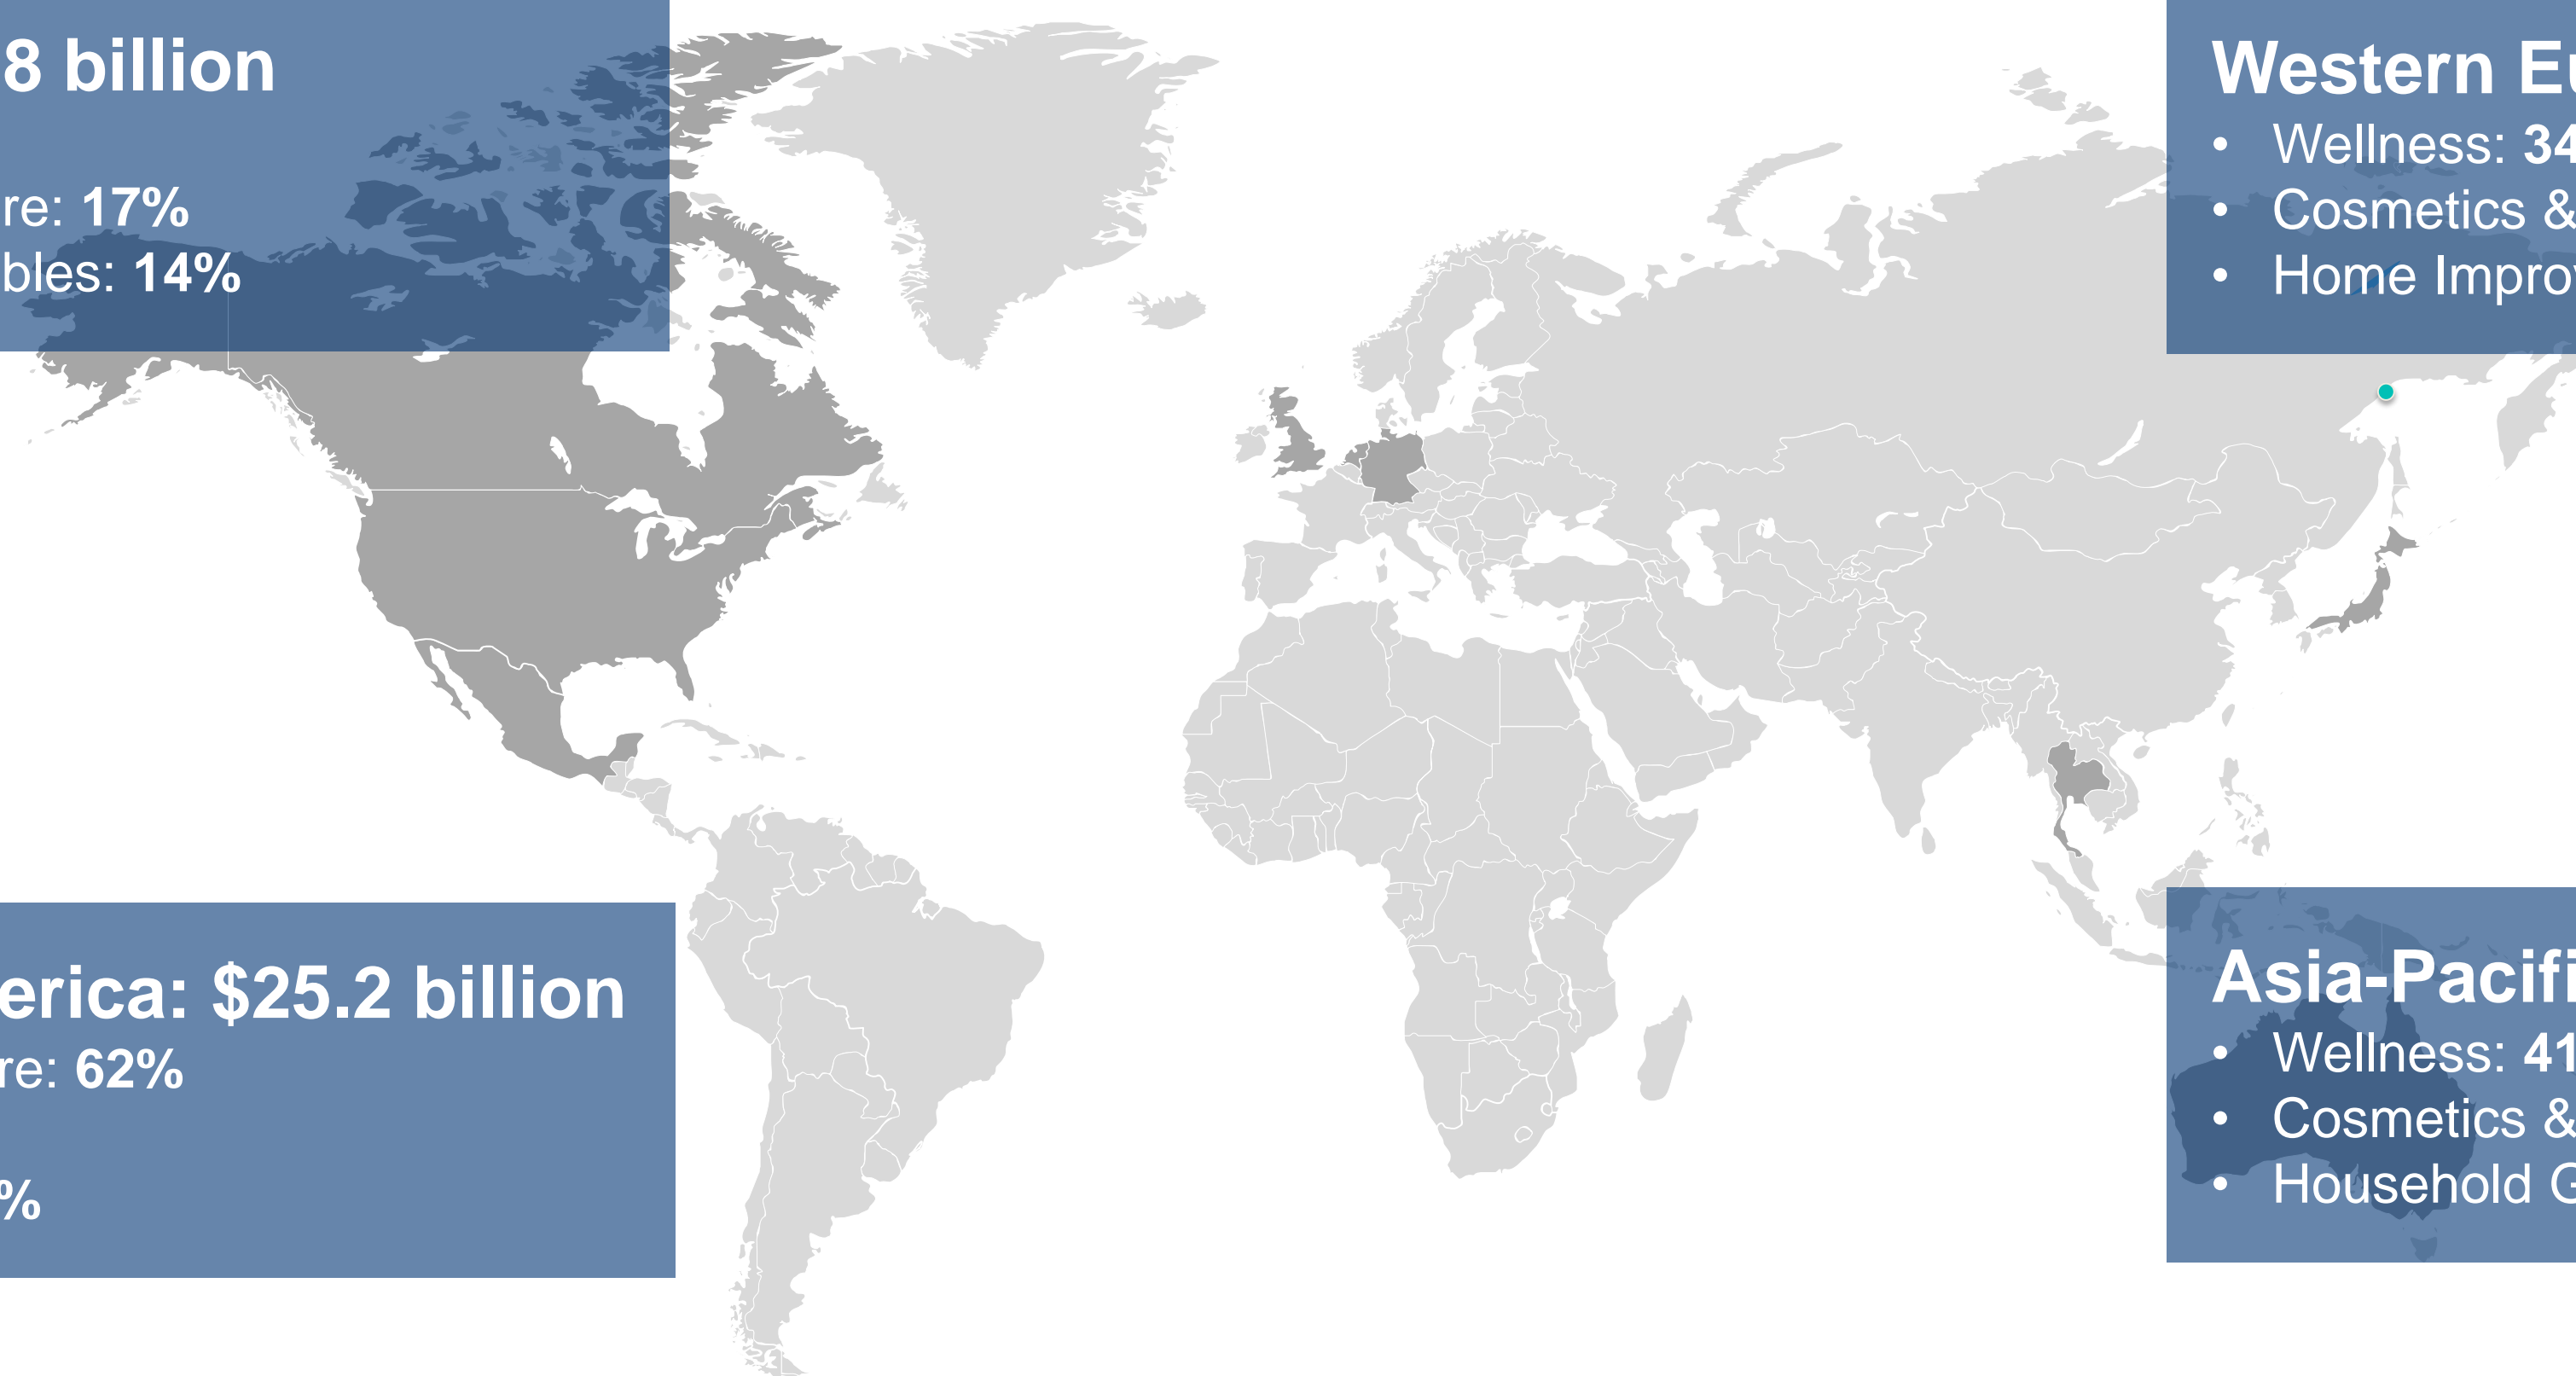 8 billion
re: 17%
bles: 14%
Western Eu
• Wellness: 34
• Cosmetics &
• Home Impro
erica: $25.2 billion
re: 62%
%
Asia-Pacifi
• Wellness: 41
• Cosmetics &
• Household G